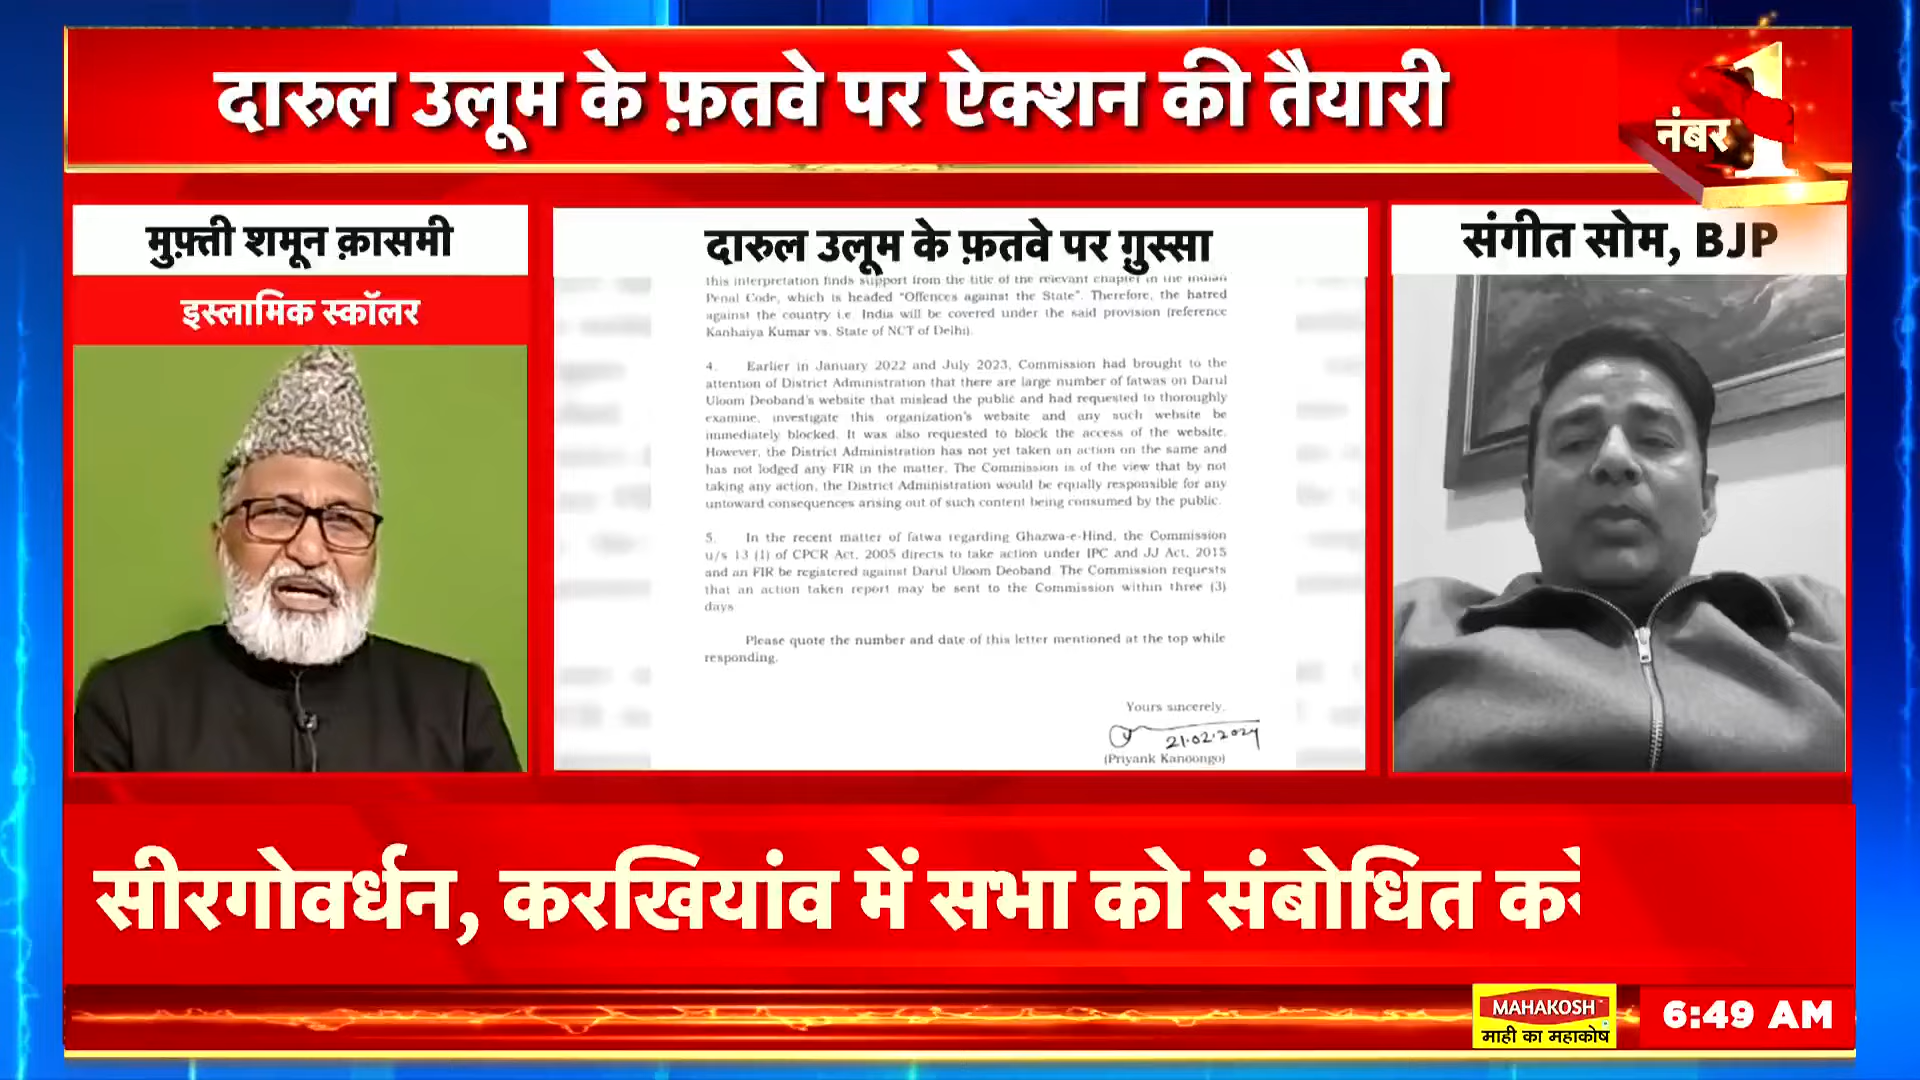 दारुल उलूम के फ़तवे पर ऐक्शन की तैयारी
नंबर 1
मुफ़्ती शमून क़ासमी
इस्लामिक स्कॉलर
दारुल उलूम के फ़तवे पर ग़ुस्सा
this interpretation finds support from the title of the relevant chapter in the Indian
Penal Code, which is headed "Offences against the State". Therefore, the hatred
against the country i.e. India will be covered under the said provision (reference
Kanhaiya Kumar vs. State of NCT of Delhi).
4. Earlier in January 2022 and July 2023, Commission had brought to the
attention of District Administration that there are large number of fatwas on Darul
Uloom Deoband's website that mislead the public and had requested to thoroughly
examine, investigate this organization's website and any such website be
immediately blocked. It was also requested to block the access of the website.
However, the District Administration has not yet taken an action on the same and
has not lodged any FIR in the matter. The Commission is of the view that by not
taking any action, the District Administration would be equally responsible for any
untoward consequences arising out of such content being consumed by the public.
5. In the recent matter of fatwa regarding Ghazwa-e-Hind, the Commission
u/s 13 (1) of CPCR Act, 2005 directs to take action under IPC and JJ Act, 2015
and an FIR be registered against Darul Uloom Deoband. The Commission requests
that an action taken report may be sent to the Commission within three (3)
days
Please quote the number and date of this letter mentioned at the top while
responding.
Yours sincerely,
21.02.2024
(Priyank Kanoongo)
संगीत सोम, BJP
सीरगोवर्धन, करखियांव में सभा को संबोधित
MAHAKOSH
माही का महाकोष
6:49 AM